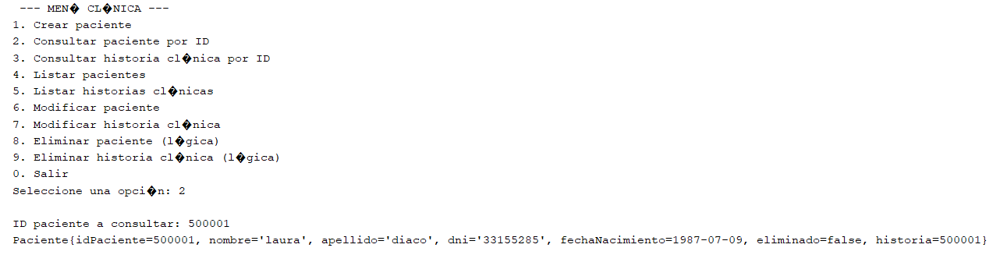 --- MEN� CL�NICA ---
1. Crear paciente
2. Consultar paciente por ID
3. Consultar historia cl�nica por ID
4. Listar pacientes
5. Listar historias cl�nicas
6. Modificar paciente
7. Modificar historia cl�nica
8. Eliminar paciente (l�gica)
9. Eliminar historia cl�nica (l�gica)
0. Salir
Seleccione una opci�n: 2
ID paciente a consultar: 500001
Paciente{idPaciente=500001, nombre='laura', apellido='diaco', dni='33155285', fechaNacimiento=1987-07-09, eliminado=false, historia=500001}